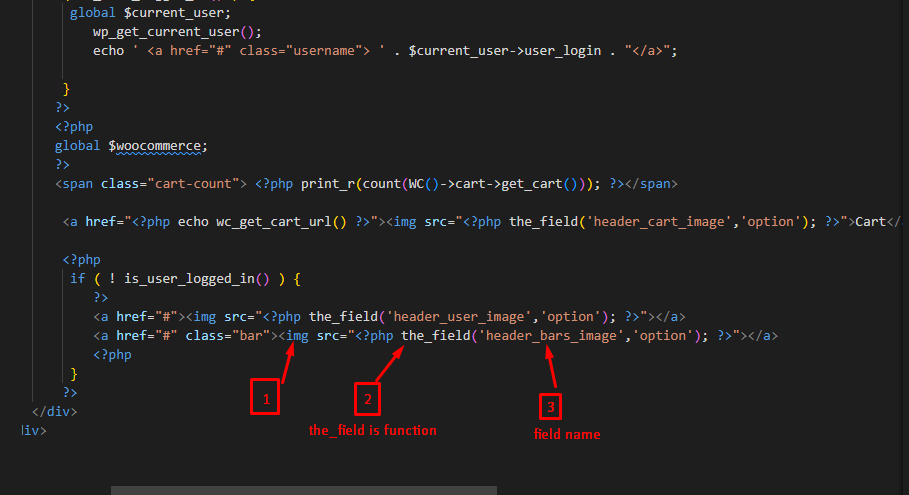 global $current_user;
wp_get_current_user();
echo ' <a href="#" class="username"> ' . $current_user->user_login . "</a>";
}
?>
<?php
global $woocommerce;
?>
<span class="cart-count"> <?php print_r(count(WC()->cart->get_cart())); ?></span>
<a href="<?php echo wc_get_cart_url() ?>"><img src="<?php the_field('header_cart_image','option'); ?>">Cart</
<?php
if ( ! is_user_logged_in() ) {
?>
<a href="#"><img src="<?php the_field('header_user_image','option'); ?>"></a>
<a href="#" class="bar"><img src="<?php the_field('header_bars_image','option'); ?>"></a>
<?php
}
?>
</div>
div>
1
2
3
the_field is function
field name